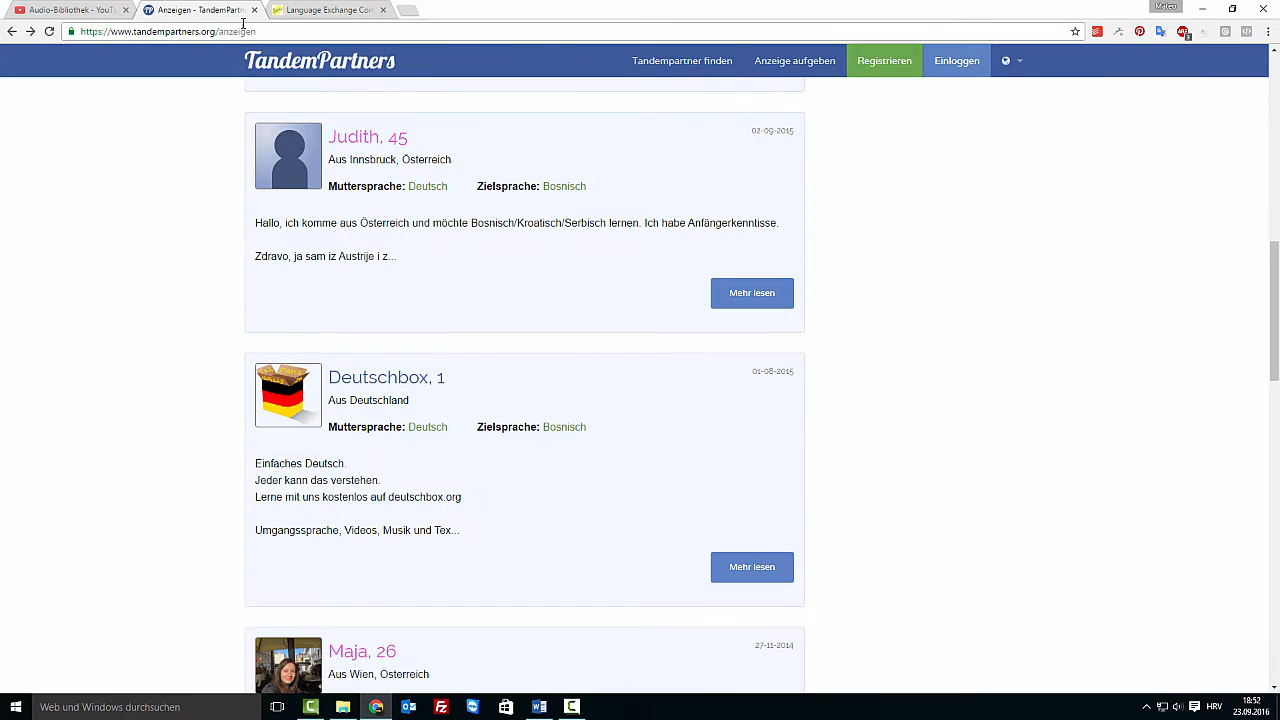 Audio-Bibliothek - YouTu
Anzeigen - TandemPartn
Language Exchange Com
Mateo
https://www.tandempartners.org/anzeigen
TandemPartners
Tandempartner finden
Anzeige aufgeben
Registrieren
Einloggen
Judith, 45
02-09-2015
Aus Innsbruck, Österreich
Muttersprache: Deutsch
Zielsprache: Bosnisch
Hallo, ich komme aus Österreich und möchte Bosnisch/Kroatisch/Serbisch lernen. Ich habe Anfängerkenntisse.
Zdravo, ja sam iz Austrije i z...
Mehr lesen
Deutschbox, 1
01-08-2015
Aus Deutschland
Muttersprache: Deutsch
Zielsprache: Bosnisch
Einfaches Deutsch.
Jeder kann das verstehen.
Lerne mit uns kostenlos auf deutschbox.org
Umgangssprache, Videos, Musik und Tex...
Mehr lesen
Maja, 26
27-11-2014
Aus Wien, Österreich
Web und Windows durchsuchen
HRV
18:52
23.09.2016